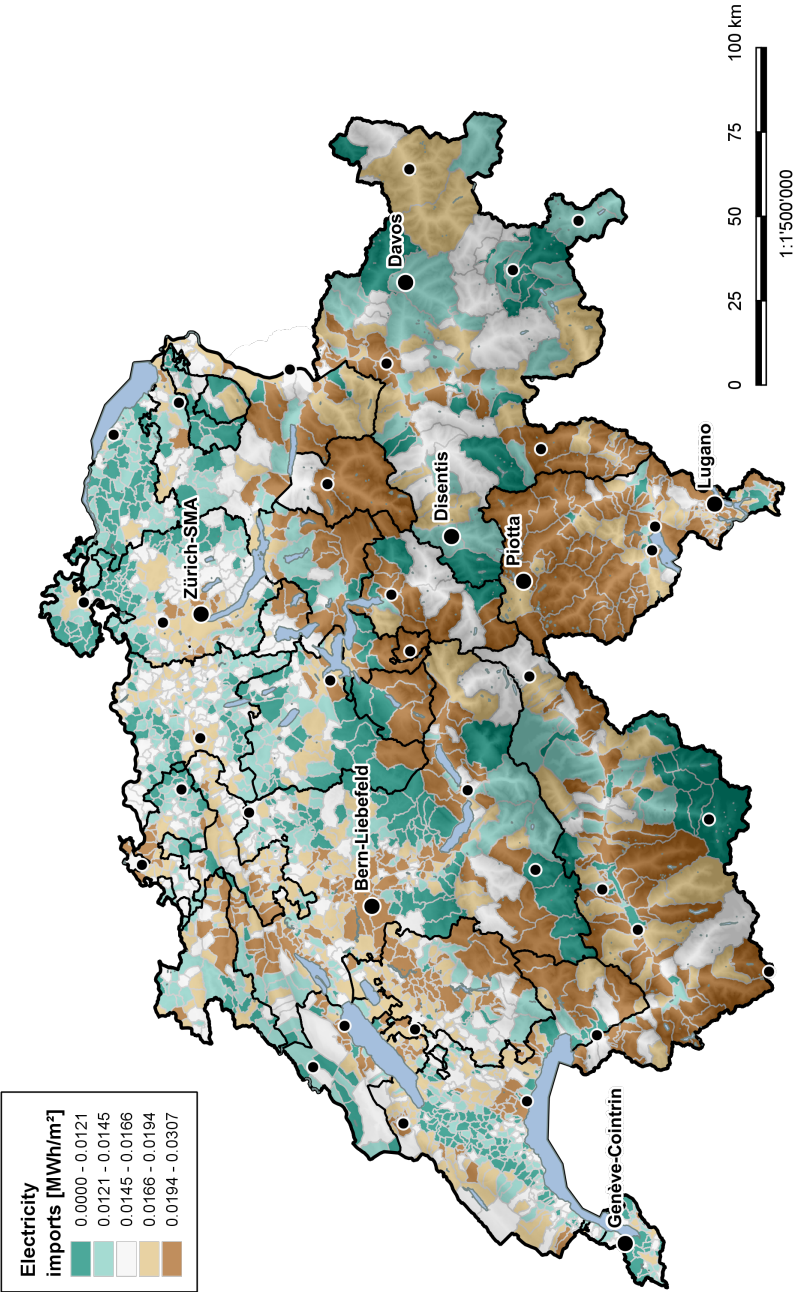 Electricity
imports [MWh/m²]
0.0000 - 0.0121
0.0121 - 0.0145
0.0145 - 0.0166
0.0166 - 0.0194
0.0194 - 0.0307
Zürich-SMA
Davos
Disentis
Bern-Liebefeld
Piotta
Lugano
Genève-Cointrin
0 25 50 75 100 km
1:1'500'000